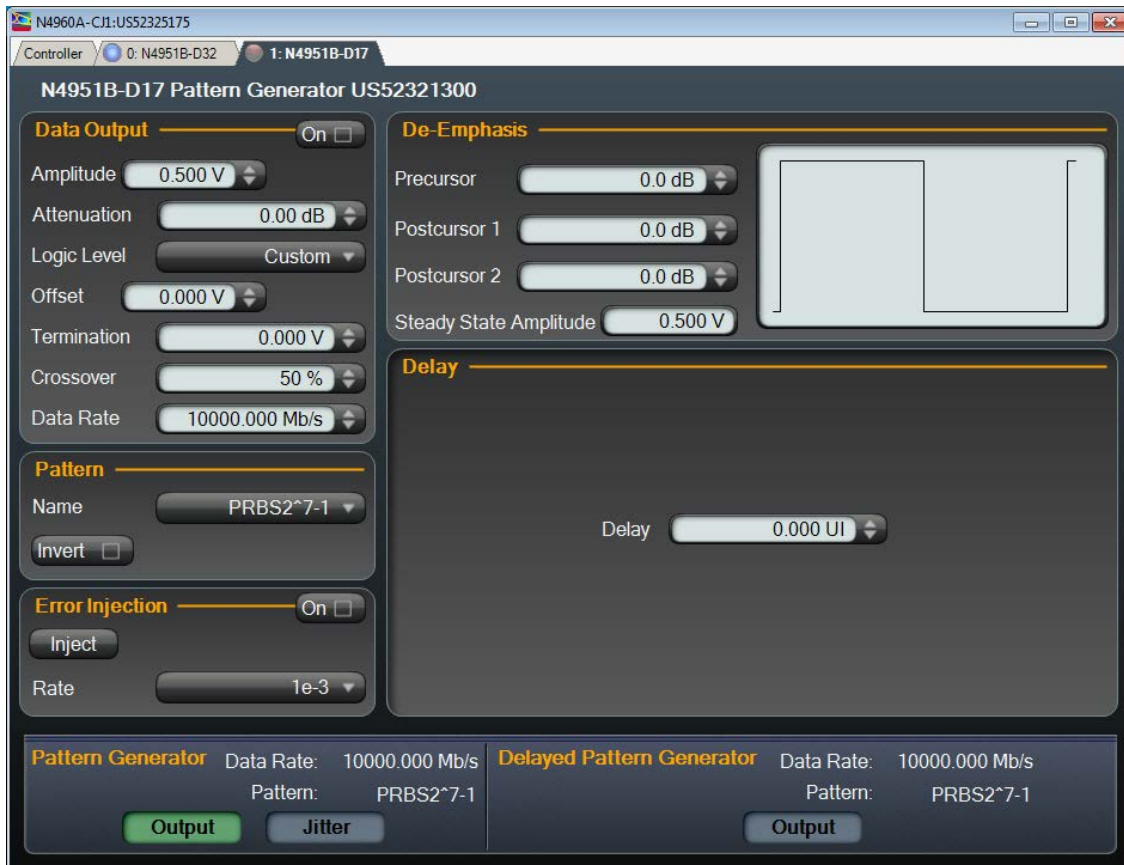 N4960A-CJ1:US52325175
Controller 0: N4951B-D32 1: N4951B-D17
N4951B-D17 Pattern Generator US52321300
Data Output On
Amplitude 0.500 V
Attenuation 0.00 dB
Logic Level Custom
Offset 0.000 V
Termination 0.000 V
Crossover 50 %
Data Rate 10000.000 Mb/s
De-Emphasis
Precursor 0.0 dB
Postcursor 1 0.0 dB
Postcursor 2 0.0 dB
Steady State Amplitude 0.500 V
Pattern
Name PRBS2^7-1
Invert
Delay
Delay 0.000 UI
Error Injection On
Inject
Rate 1e-3
Pattern Generator Data Rate: 10000.000 Mb/s
Pattern: PRBS2^7-1
Output Jitter
Delayed Pattern Generator Data Rate: 10000.000 Mb/s
Pattern: PRBS2^7-1
Output